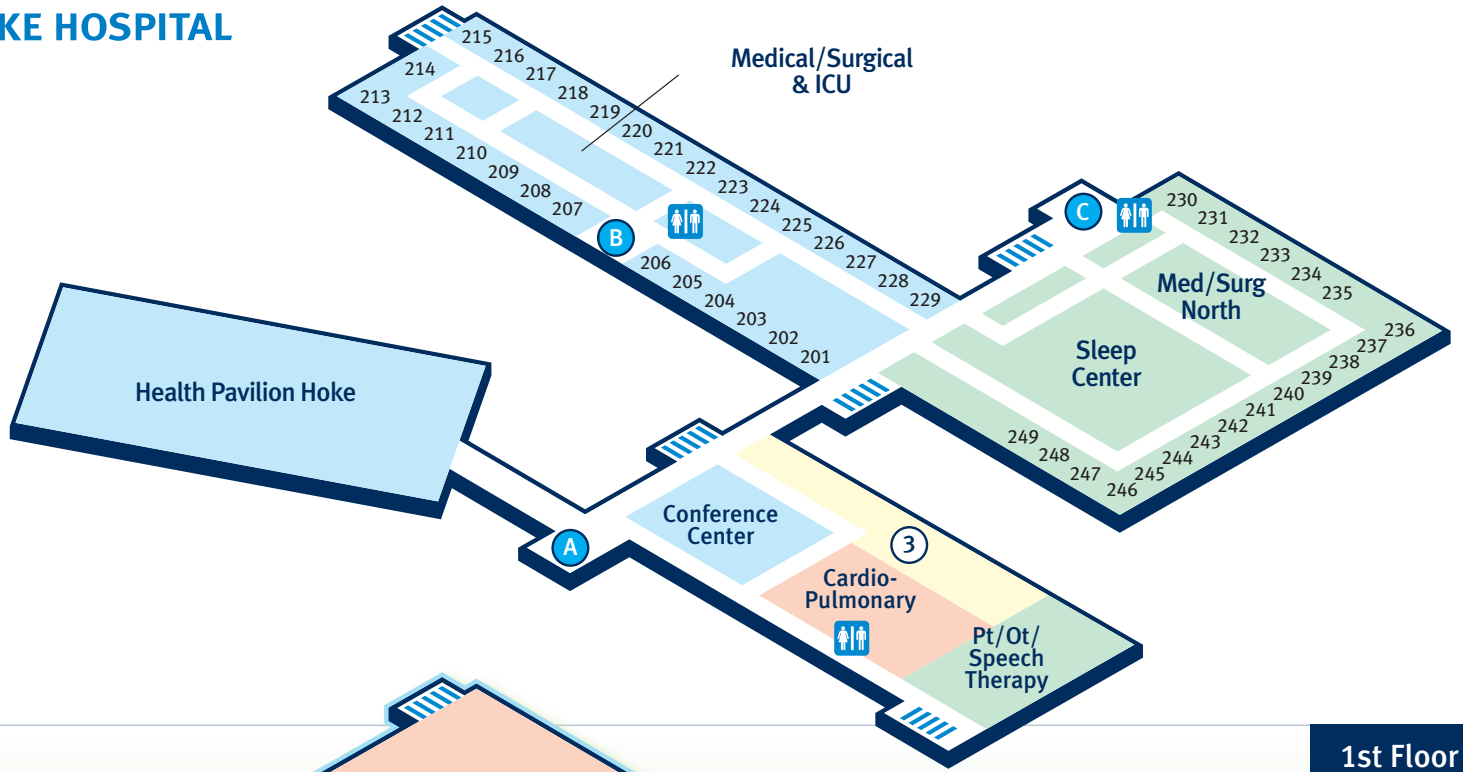 KE HOSPITAL
Medical/Surgical
& ICU
215
216
217
218
219
220
221
222
223
224
225
226
227
228
229
214
213
212
211
210
209
208
207
B
206
205
204
203
202
201
C
230
231
232
233
234
235
236
237
238
239
240
241
242
243
244
245
246
247
248
249
Med/Surg
North
Sleep
Center
Health Pavilion Hoke
A
Conference
Center
3
Cardio-
Pulmonary
Pt/Ot/
Speech
Therapy
1st Floor